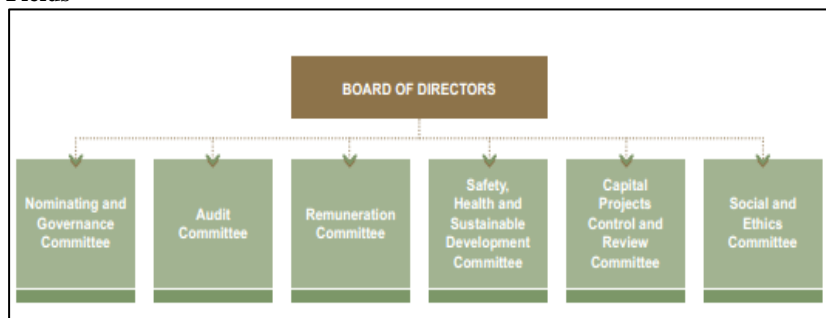 BOARD OF DIRECTORS
Nominating and
Governance
Committee
Audit
Committee
Remuneration
Committee
Safety,
Health and
Sustainable
Development
Committee
Capital
Projects
Control and
Review
Committee
Social and
Ethics
Committee